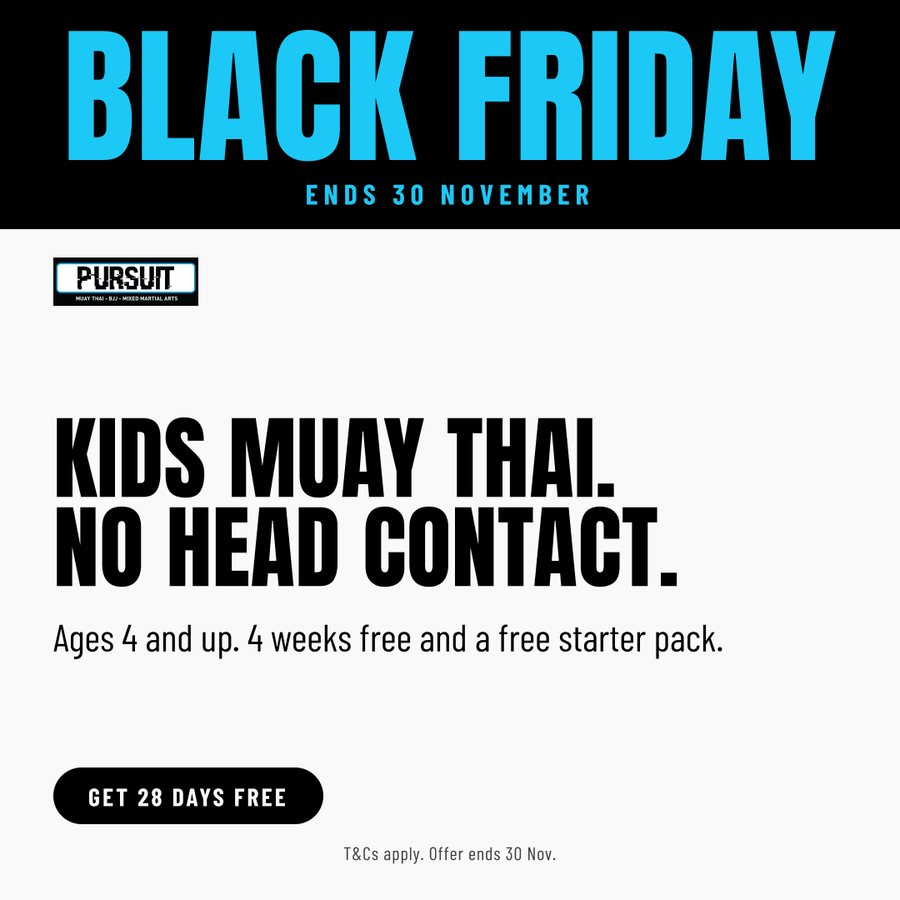 BLACK FRIDAY
ENDS 30 NOVEMBER
PURSUIT
MUAY THAI - BJJ - MIXED MARTIAL ARTS
KIDS MUAY THAI.
NO HEAD CONTACT.
Ages 4 and up. 4 weeks free and a free starter pack.
GET 28 DAYS FREE
T&Cs apply. Offer ends 30 Nov.